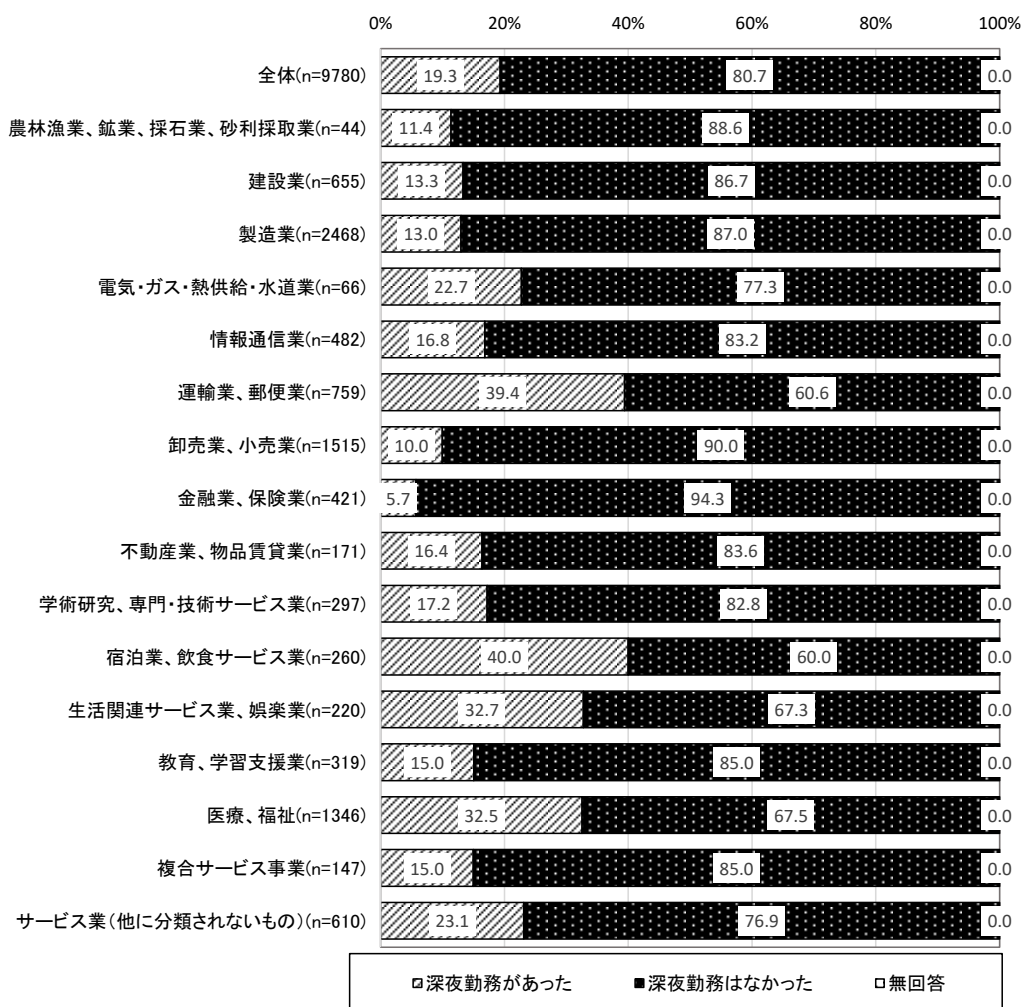 0% 20% 40% 60% 80% 100%
全体(n=9780) 19.3 80.7 0.0
農林漁業、鉱業、採石業、砂利採取業(n=44) 11.4 88.6 0.0
建設業(n=655) 13.3 86.7 0.0
製造業(n=2468) 13.0 87.0 0.0
電気・ガス・熱供給・水道業(n=66) 22.7 77.3 0.0
情報通信業(n=482) 16.8 83.2 0.0
運輸業、郵便業(n=759) 39.4 60.6 0.0
卸売業、小売業(n=1515) 10.0 90.0 0.0
金融業、保険業(n=421) 5.7 94.3 0.0
不動産業、物品賃貸業(n=171) 16.4 83.6 0.0
学術研究、専門・技術サービス業(n=297) 17.2 82.8 0.0
宿泊業、飲食サービス業(n=260) 40.0 60.0 0.0
生活関連サービス業、娯楽業(n=220) 32.7 67.3 0.0
教育、学習支援業(n=319) 15.0 85.0 0.0
医療、福祉(n=1346) 32.5 67.5 0.0
複合サービス事業(n=147) 15.0 85.0 0.0
サービス業(他に分類されないもの)(n=610) 23.1 76.9 0.0
深夜勤務があった 深夜勤務はなかった 無回答